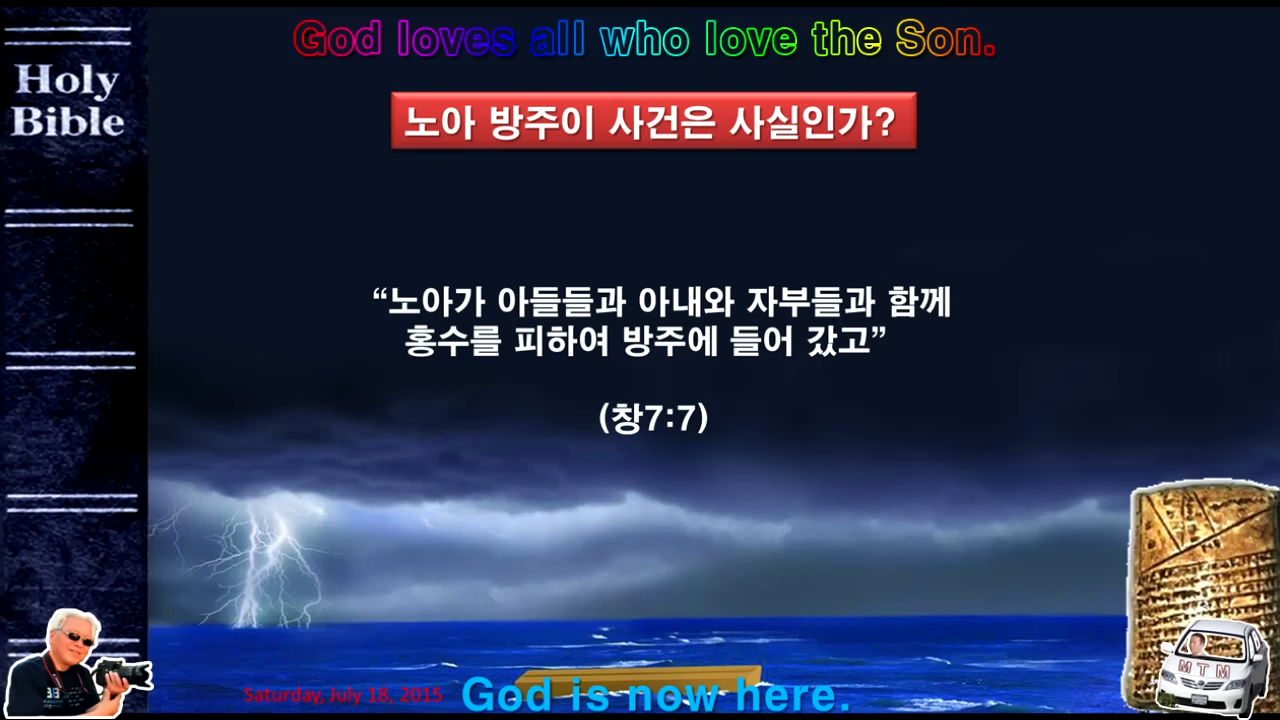 God loves all who love the Son.
Holy
Bible
노아 방주이 사건은 사실인가?
“노아가 아들들과 아내와 자부들과 함께
홍수를 피하여 방주에 들어 갔고”
(창7:7)
MTM
Saturday, July 18, 2015
God is now here.